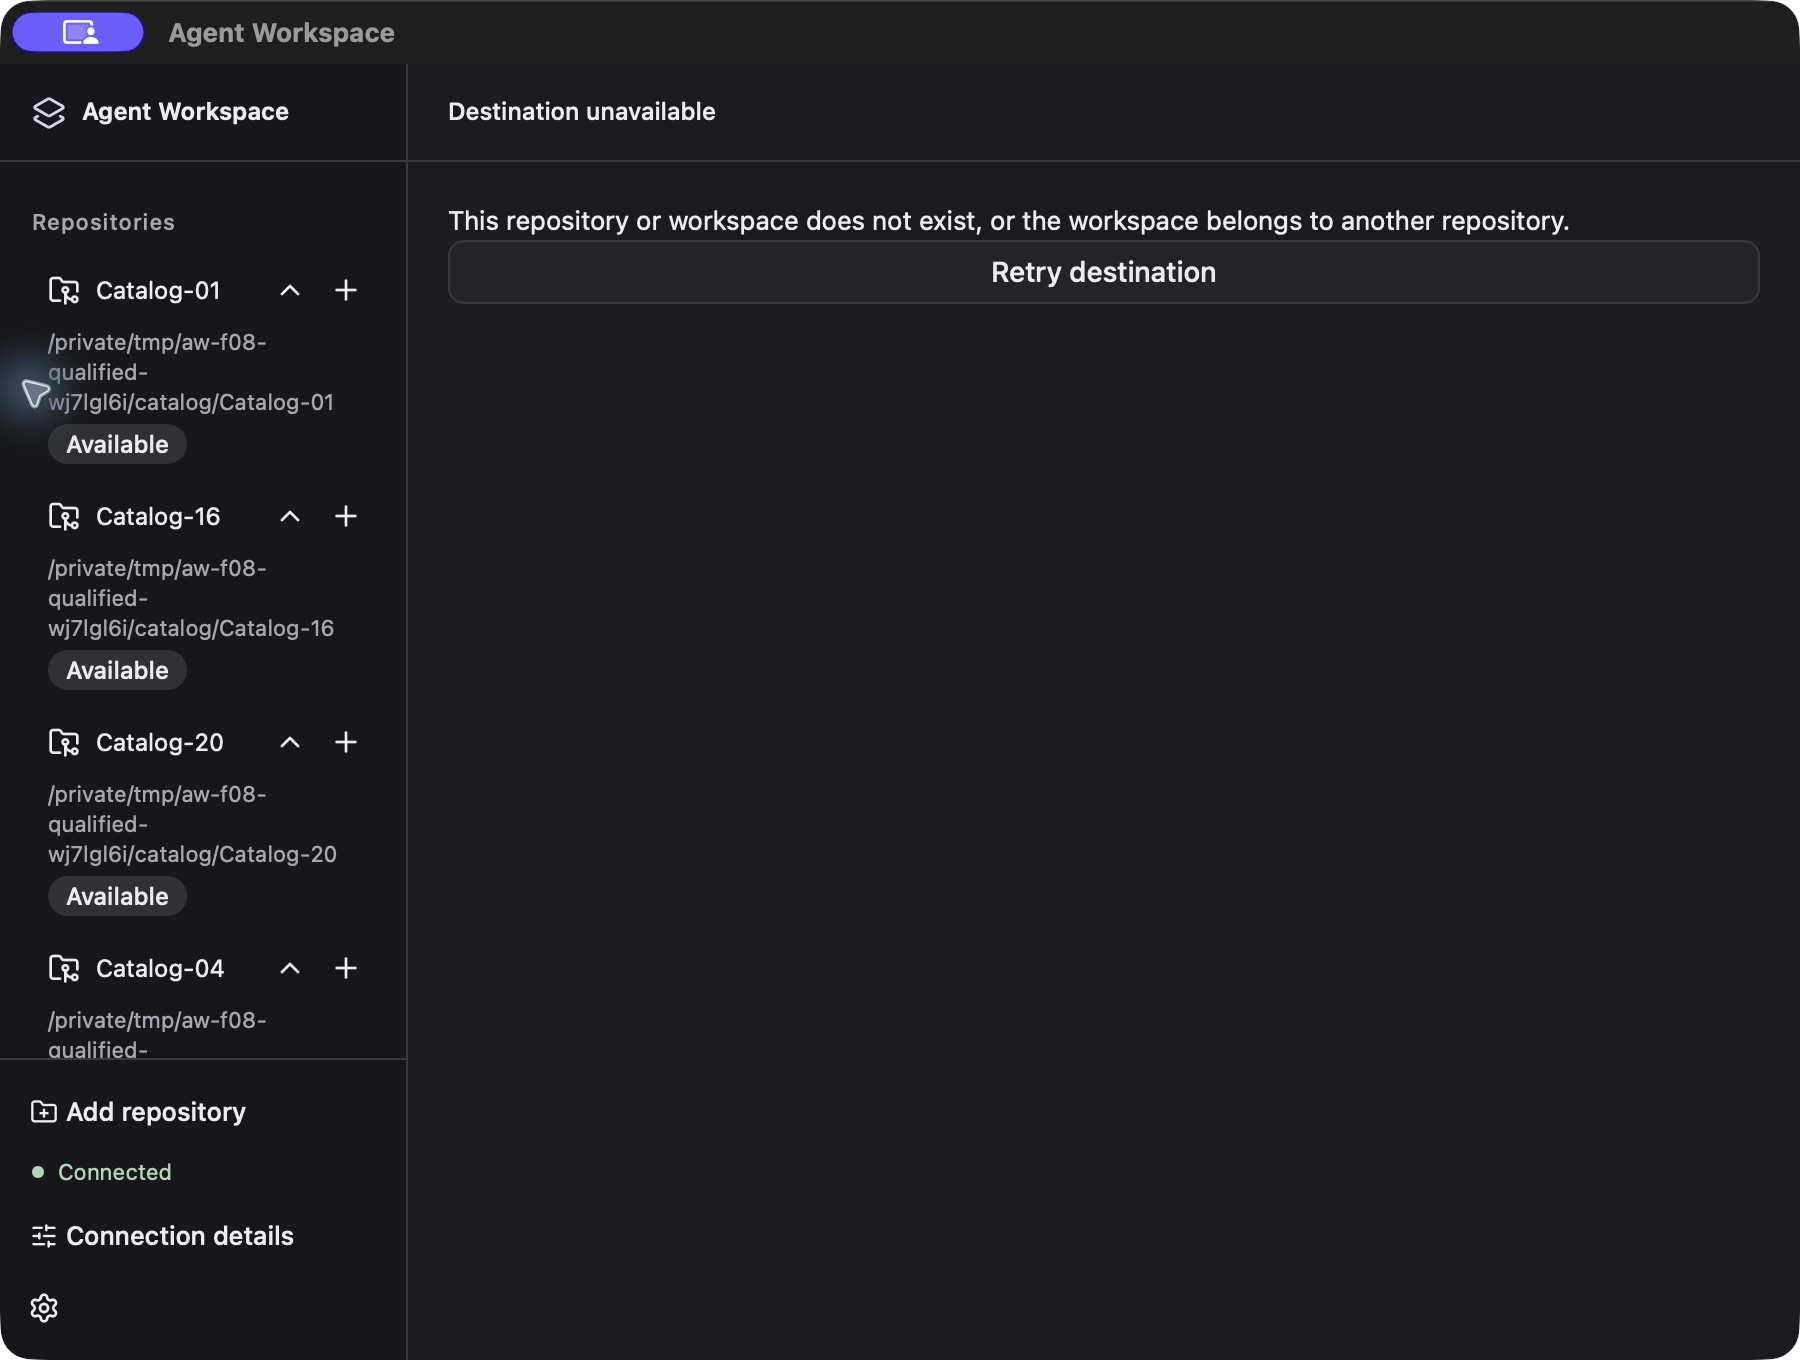 Agent Workspace
Agent Workspace
Destination unavailable
Repositories
This repository or workspace does not exist, or the workspace belongs to another repository.
Retry destination
Catalog-01
/private/tmp/aw-f08-
qualified-
wj7lgl6i/catalog/Catalog-01
Available
Catalog-16
/private/tmp/aw-f08-
qualified-
wj7lgl6i/catalog/Catalog-16
Available
Catalog-20
/private/tmp/aw-f08-
qualified-
wj7lgl6i/catalog/Catalog-20
Available
Catalog-04
/private/tmp/aw-f08-
qualified-
Add repository
Connected
Connection details